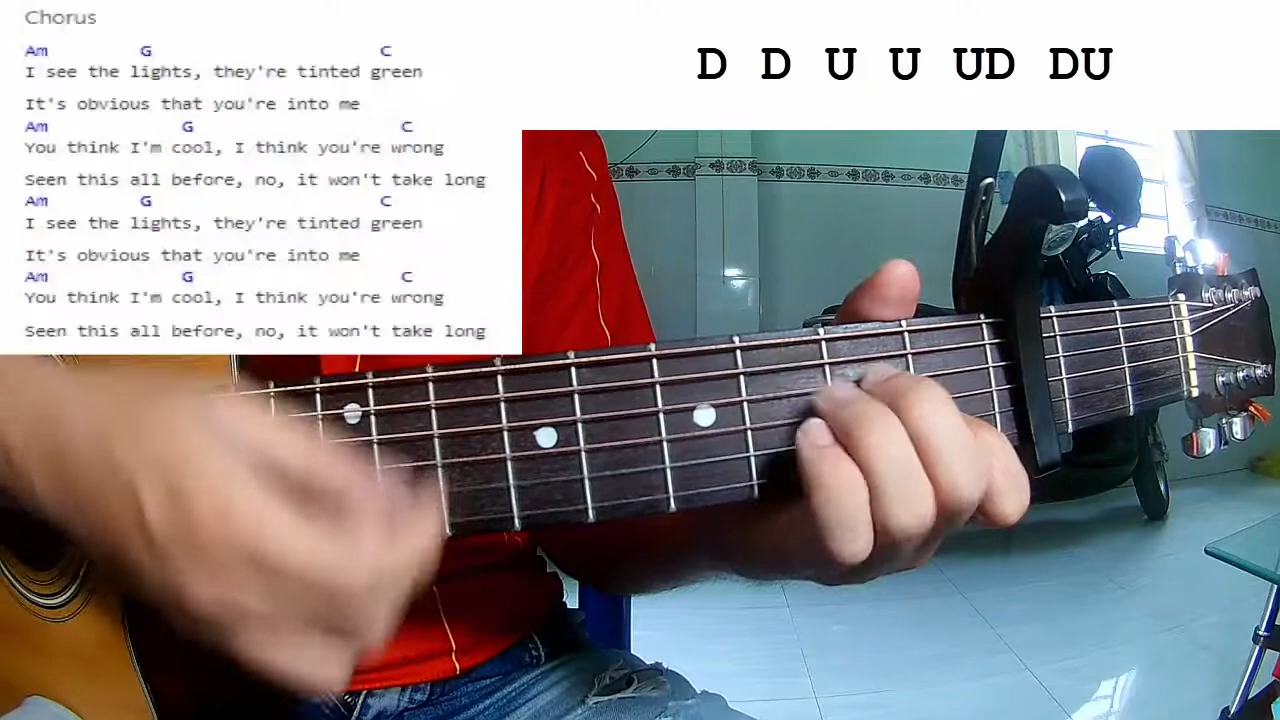 Chorus
Am G C
I see the lights, they're tinted green
It's obvious that you're into me
Am G C
You think I'm cool, I think you're wrong
Seen this all before, no, it won't take long
Am G C
I see the lights, they're tinted green
It's obvious that you're into me
Am G C
You think I'm cool, I think you're wrong
Seen this all before, no, it won't take long
D D U U UD DU